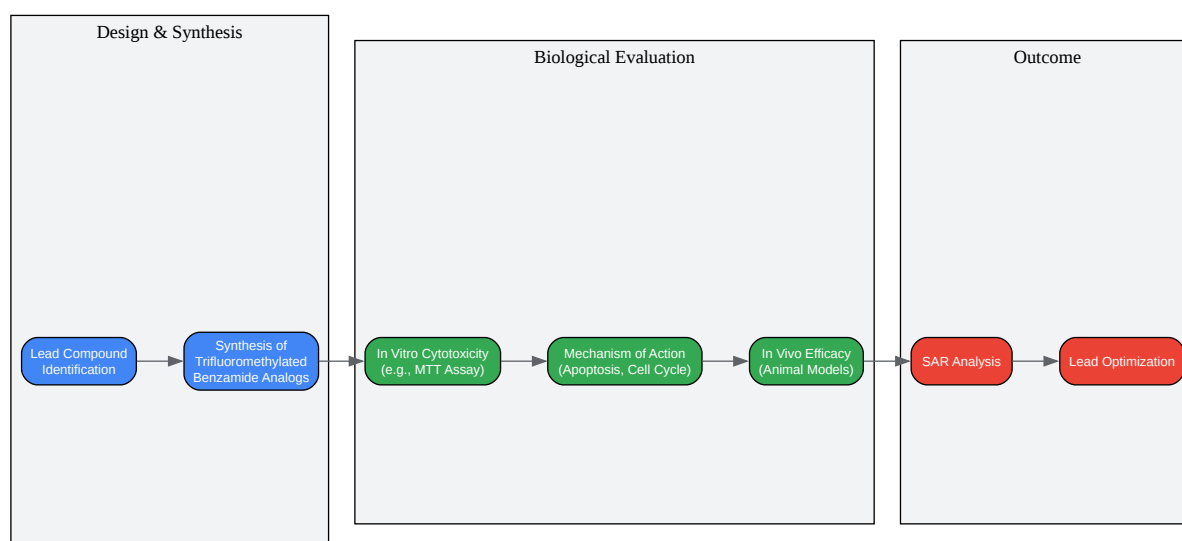 Design & Synthesis
Lead Compound
Identification
Synthesis of
Trifluoromethylated
Benzamide Analogs
Biological Evaluation
In Vitro Cytotoxicity
(e.g., MTT Assay)
Mechanism of Action
(Apoptosis, Cell Cycle)
In Vivo Efficacy
(Animal Models)
Outcome
SAR Analysis
Lead Optimization